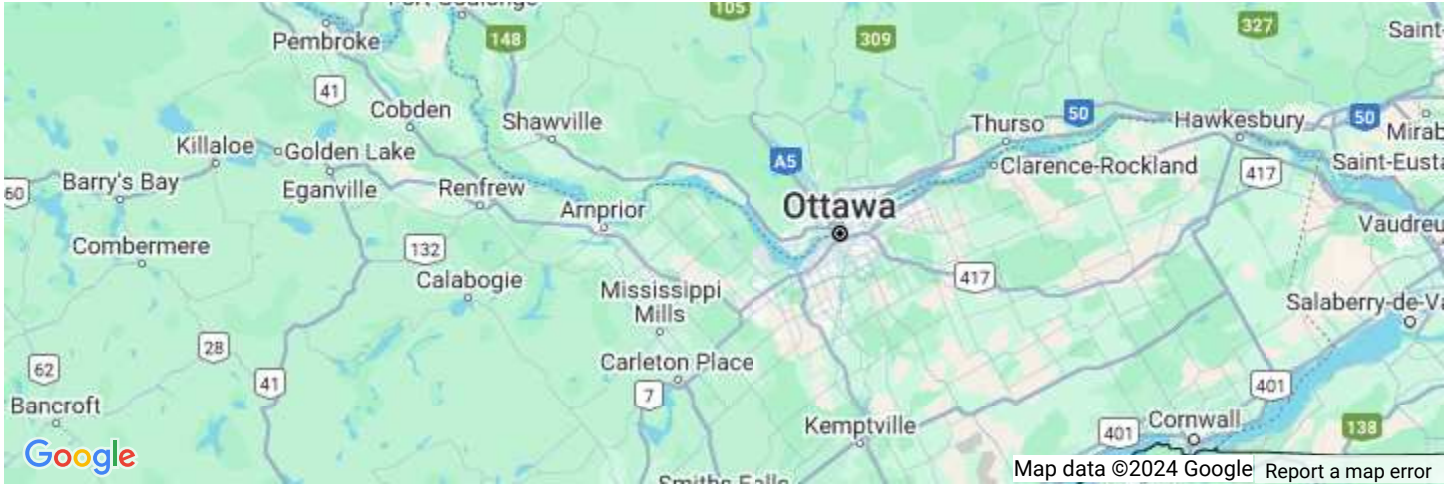 105
148
309
327
Saint-
Pembroke
41
Cobden
Shawville
Thurso
50
Hawkesbury
50
Mirab
Killaloe
Golden Lake
A5
Clarence-Rockland
417
Saint-Eusta
60
Barry's Bay
Eganville
Renfrew
Arnprior
Ottawa
Vaudreu
Combermere
132
Calabogie
417
Mississippi
Mills
Salaberry-de-Va
28
62
41
Carleton Place
7
401
Bancroft
Kemptville
401
Cornwall
138
Google
Smiths Falls
Map data ©2024 Google
Report a map error